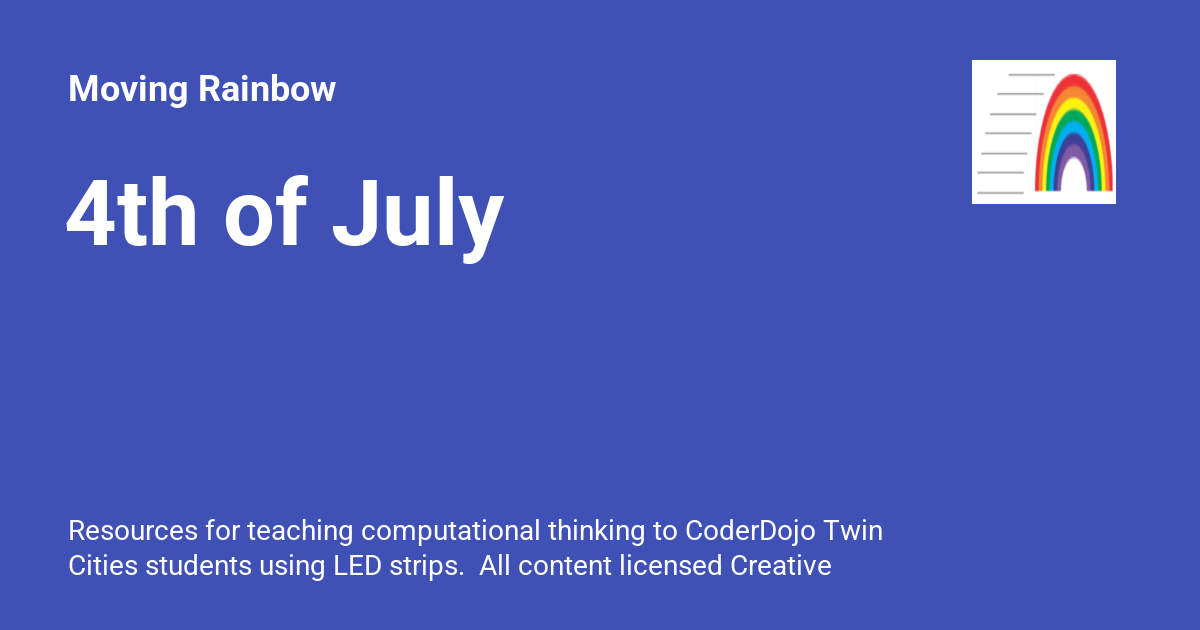 Moving Rainbow
4th of July
Resources for teaching computational thinking to CoderDojo Twin
Cities students using LED strips.  All content licensed Creative